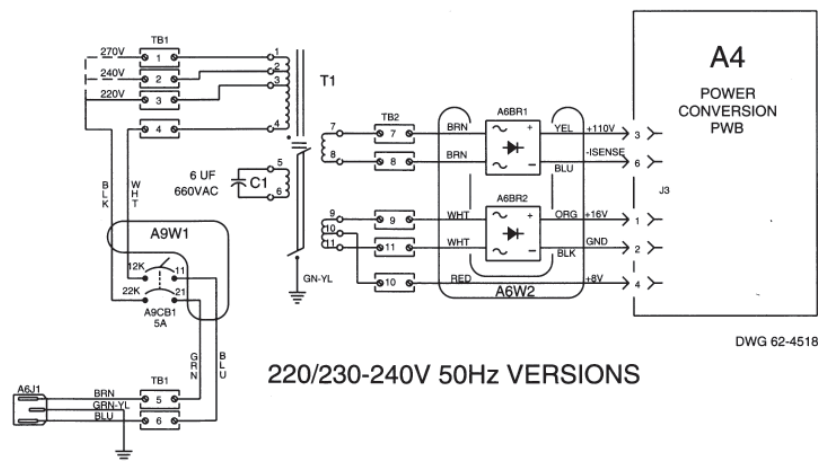 TB1
270V
1
240V
2
220V
3
4
1
2
3
4
T1
5
6 UF
660VAC
C1
6
BLK
WHT
A9W1
12K
11
22K
21
A9CB1
5A
GRN
BLU
A6J1
TB1
BRN
5
GRN-YL
BLU
6
7
8
9
10
11
GN-YL
TB2
7
8
9
11
10
BRN
BRN
WHT
WHT
RED
A6BR1
+
-
YEL
BLU
A6BR2
+
-
ORG
BLK
A6W2
+110V
-ISENSE
+16V
GND
+8V
3
6
J3
1
2
4
A4
POWER
CONVERSION
PWB
DWG 62-4518
220/230-240V 50Hz VERSIONS